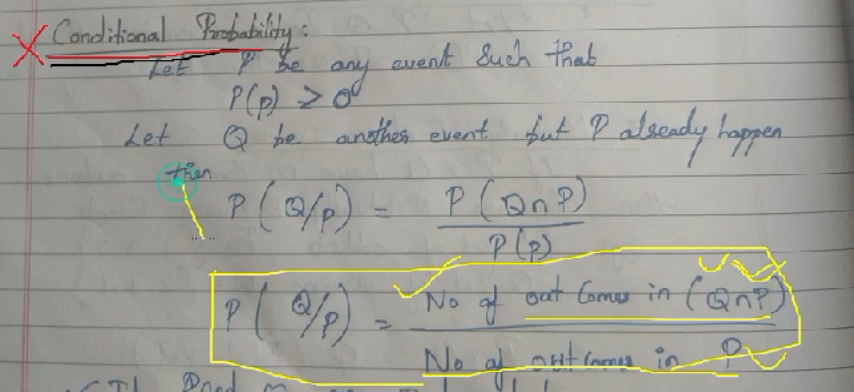 Conditional Probability:
Let P be any event such that
P(p) ≥ 0
Let Q be another event but P already happen
then
P ( Q/p ) = P ( Q ∩ P ) / P (p)
P ( Q/p ) = No of out comes in ( Q ∩ P ) / No of out comes in P